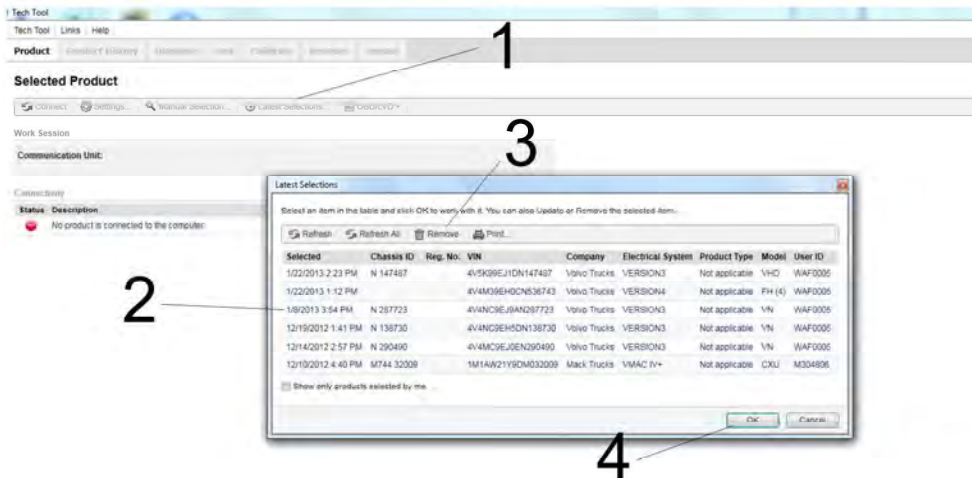 Tech Tool
Tech Tool Links Help
Product Product History Diagnostics Test Calibrate Program Impact
1
Selected Product
Connect Settings... Manual Selection... Latest Selections... OBD/EVD
Work Session
Communication Unit:
3
Connectivity
Status Description
No product is connected to the computer.
Latest Selections
Select an item in the table and click OK to work with it. You can also Update or Remove the selected item.
Refresh Refresh All Remove Print...
Selected Chassis ID Reg. No. VIN Company Electrical System Product Type Model User ID
1/22/2013 2:23 PM N 147487 4V5K99EJ1DN147487 Volvo Trucks VERSION3 Not applicable VHD WAF0005
1/22/2013 1:12 PM 4V4M39EH0CN536743 Volvo Trucks VERSION4 Not applicable FH (4) WAF0005
2
1/8/2013 3:54 PM N 287723 4V4NC9EJ9AN287723 Volvo Trucks VERSION3 Not applicable VN WAF0005
12/19/2012 1:41 PM N 138730 4V4NC9EH5DN138730 Volvo Trucks VERSION3 Not applicable VN WAF0005
12/14/2012 2:57 PM N 290490 4V4MC9EJ0EN290490 Volvo Trucks VERSION3 Not applicable VN WAF0005
12/10/2012 4:40 PM M744 32009 1M1AW21Y9DM032009 Mack Trucks VMAC IV+ Not applicable CXU M304806
Show only products selected by me.
OK Cancel
4